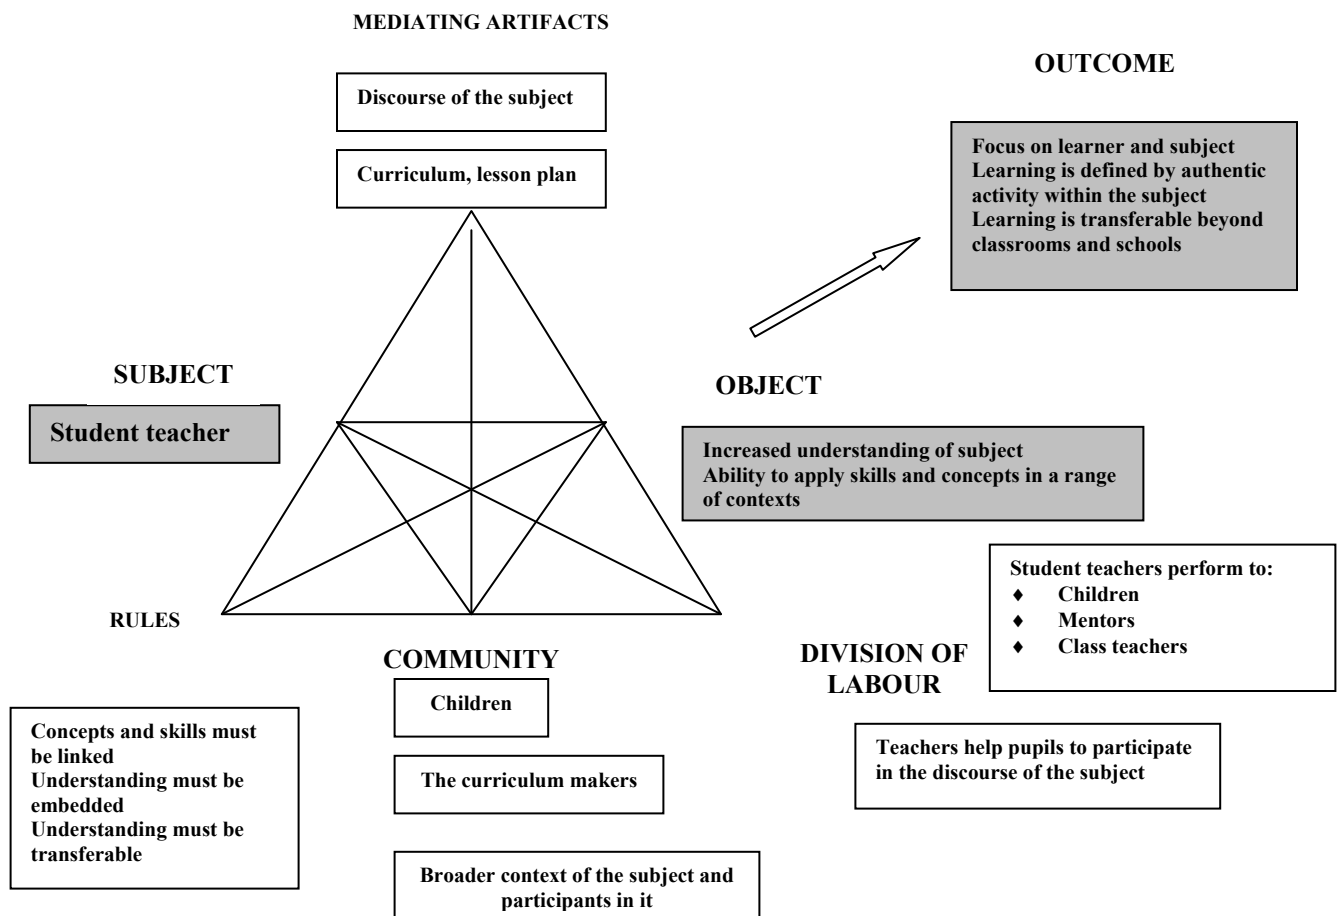 MEDIATING ARTIFACTS
OUTCOME
Discourse of the subject
Curriculum, lesson plan
Focus on learner and subject
Learning is defined by authentic
activity within the subject
Learning is transferable beyond
classrooms and schools
SUBJECT
Student teacher
OBJECT
Increased understanding of subject
Ability to apply skills and concepts in a range
of contexts
Student teachers perform to:
♦ Children
♦ Mentors
♦ Class teachers
RULES
Concepts and skills must
be linked
Understanding must be
embedded
Understanding must be
transferable
COMMUNITY
Children
The curriculum makers
Broader context of the subject and
participants in it
DIVISION OF
LABOUR
Teachers help pupils to participate
in the discourse of the subject